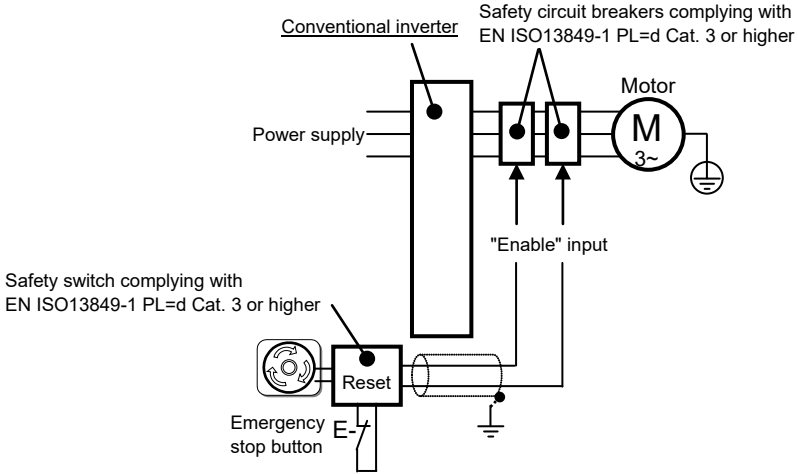 Safety circuit breakers complying with
EN ISO13849-1 PL=d Cat. 3 or higher
Conventional inverter
Motor
Power supply
M
3~
"Enable" input
Safety switch complying with
EN ISO13849-1 PL=d Cat. 3 or higher
Reset
Emergency
stop button
E-